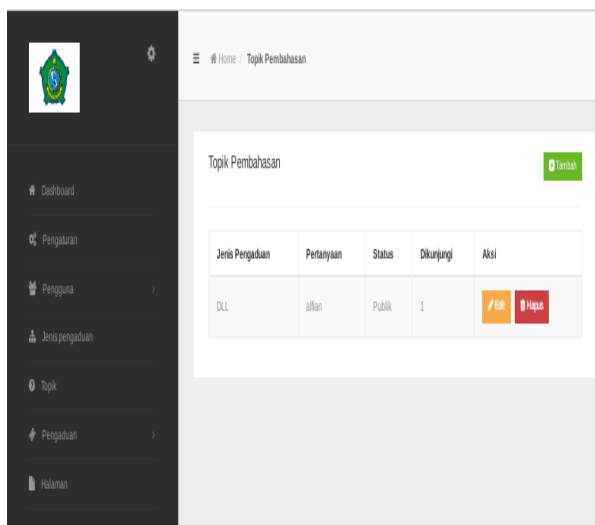 Home / Topik Pembahasan
Dashboard
Pengaturan
Pengguna
Jenis pengaduan
Topik
Pengaduan
Halaman
Topik Pembahasan
Tambah
Jenis Pengaduan Pertanyaan Status Dikunjungi Aksi
DLL alfian Publik 1 Edit Hapus